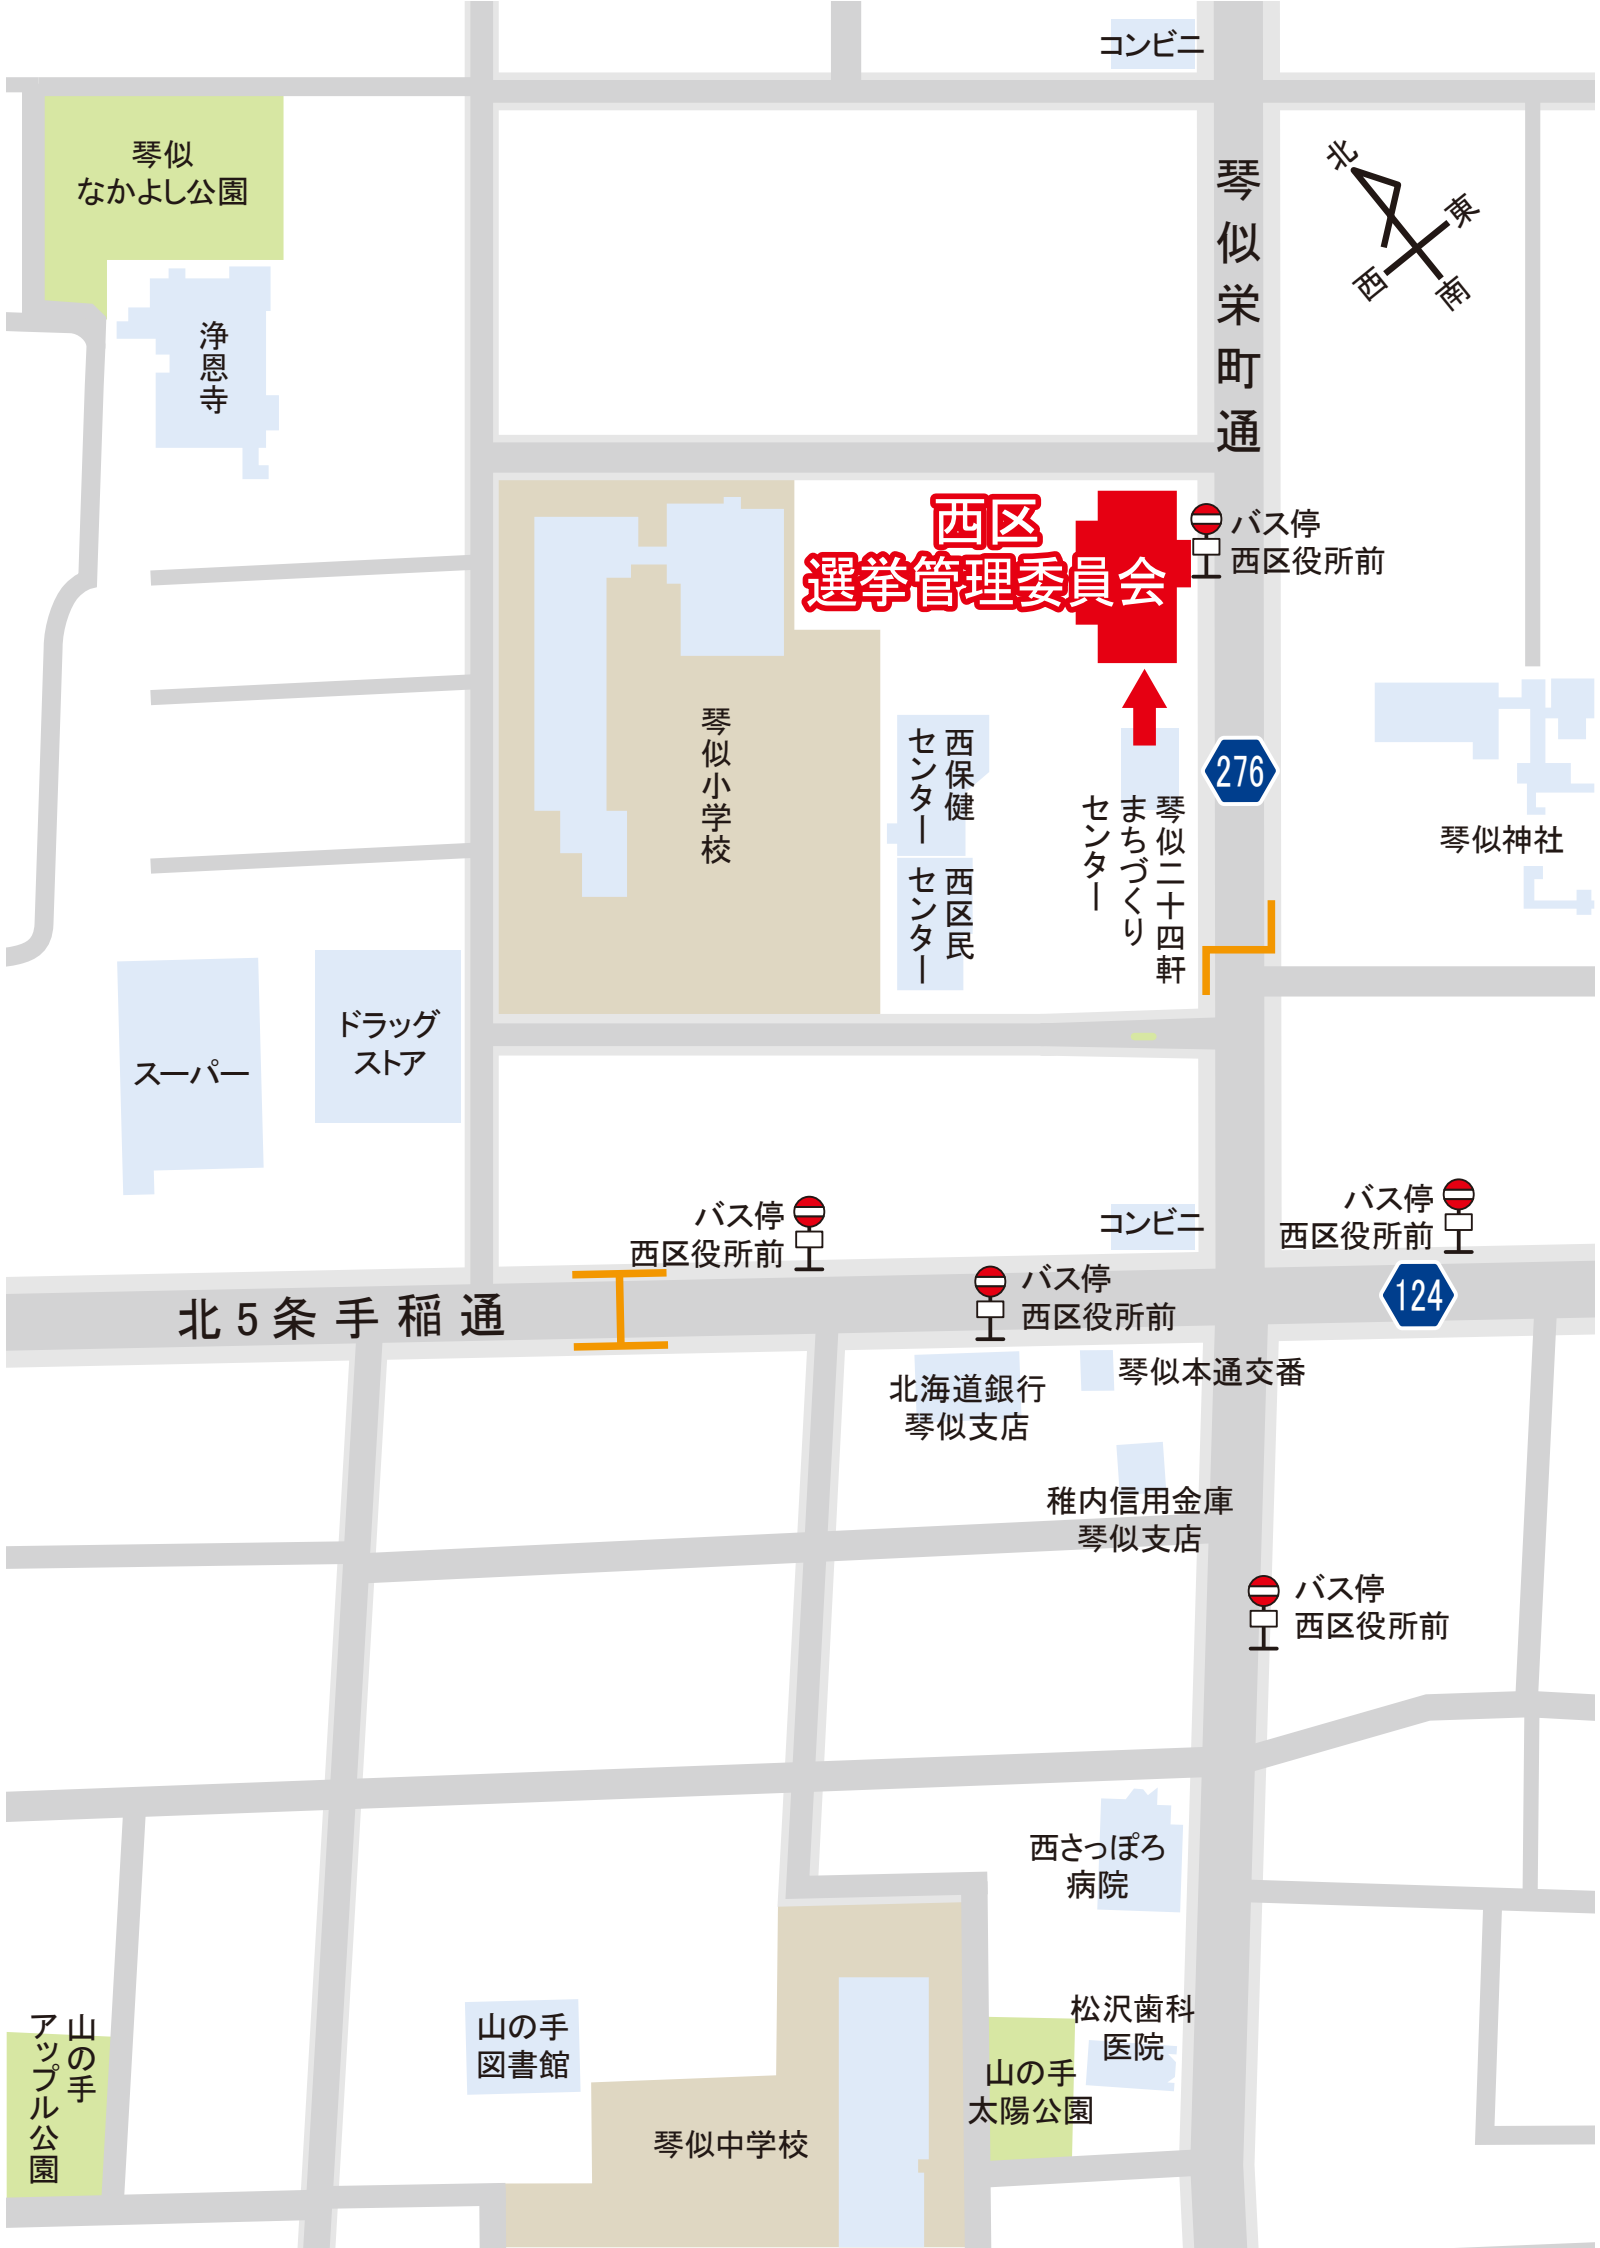 コンビニ
琴似
なかよし公園
琴似栄町通
北
東
西
南
浄恩寺
西区
選挙管理委員会
バス停
西区役所前
琴似小学校
西保健
センター
西区民
センター
琴似二十四軒
まちづくり
センター
276
琴似神社
スーパー
ドラッグ
ストア
バス停
西区役所前
コンビニ
バス停
西区役所前
バス停
西区役所前
124
北5条手稲通
北海道銀行
琴似支店
琴似本通交番
稚内信用金庫
琴似支店
バス停
西区役所前
西さっぽろ
病院
松沢歯科
医院
山の手
アップル公園
山の手
図書館
山の手
太陽公園
琴似中学校